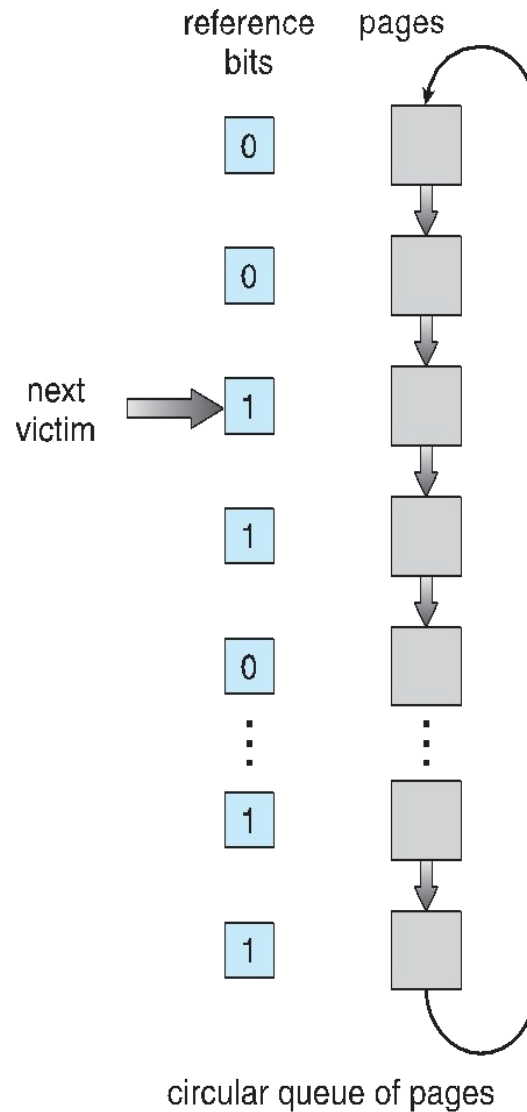 reference bits
pages
0
0
next victim
1
1
0
1
1
circular queue of pages